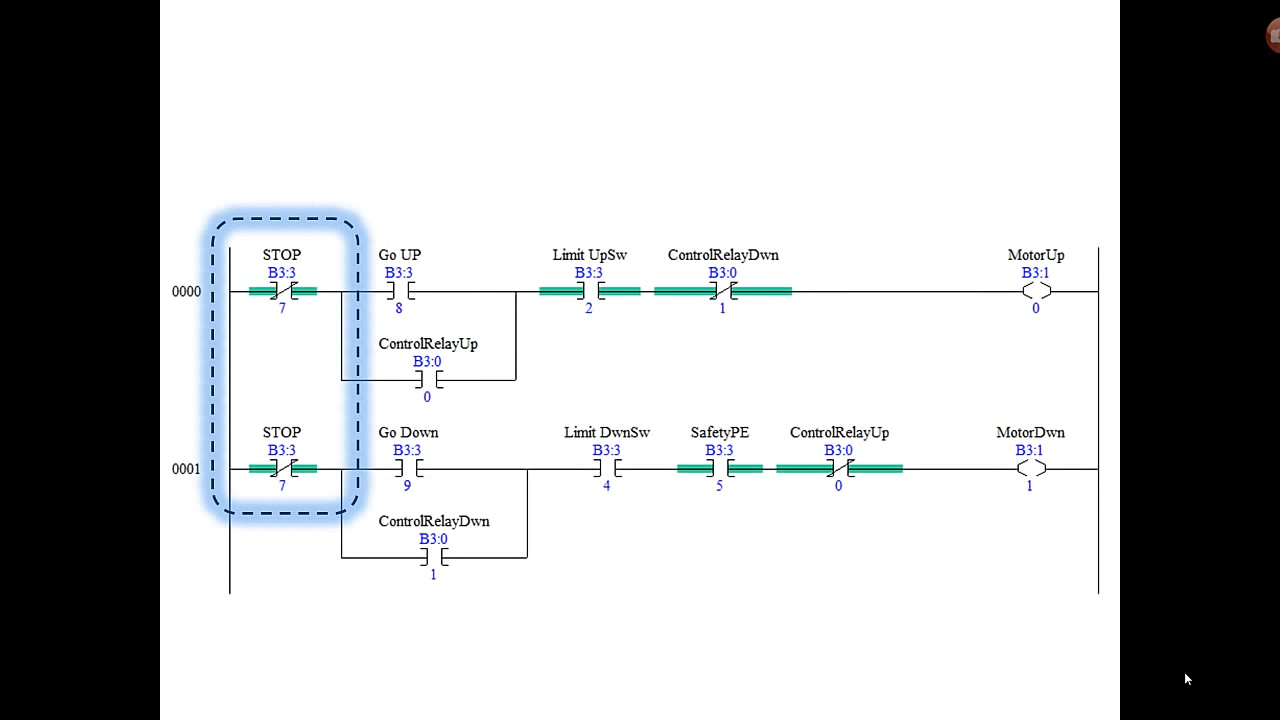 STOP Go UP Limit UpSw ControlRelayDwn MotorUp
B3:3 B3:3 B3:3 B3:0 B3:1
0000
7 8 2 1 0
ControlRelayUp
B3:0
0
STOP Go Down Limit DwnSw SafetyPE ControlRelayUp MotorDwn
B3:3 B3:3 B3:3 B3:3 B3:0 B3:1
0001
7 9 4 5 0 1
ControlRelayDwn
B3:0
1